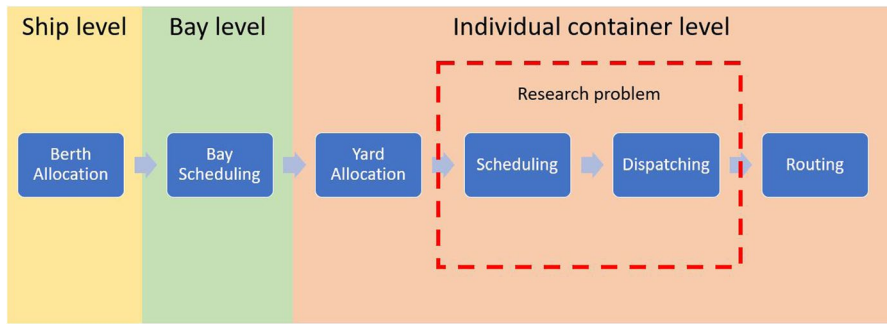 Ship level
Bay level
Individual container level
Research problem
Berth
Allocation
Bay
Scheduling
Yard
Allocation
Scheduling
Dispatching
Routing